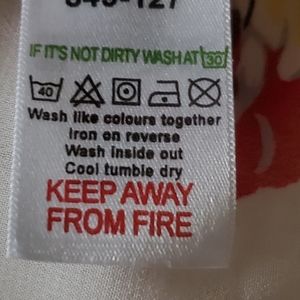 IF IT'S NOT DIRTY WASH AT 30°
40
Wash like colours together
Iron on reverse
Wash inside out
Cool tumble dry
KEEP AWAY
FROM FIRE